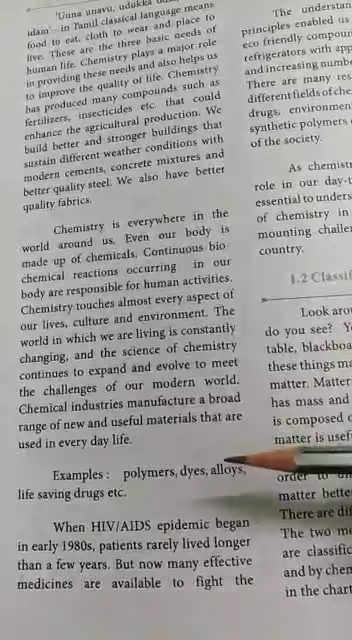 'Unna unavu, udukka
idam' - in Tamil classical language means
food to eat, cloth to wear and place to
live. These are the three basic needs of
human life. Chemistry plays a major role
in providing these needs and also helps us
to improve the quality of life. Chemistry
has produced many compounds such as
fertilizers, insecticides etc. that could
enhance the agricultural production. We
build better and stronger buildings that
sustain different weather conditions with
modern cements, concrete mixtures and
better quality steel. We also have better
quality fabrics.
Chemistry is everywhere in the
world around us. Even our body is
made up of chemicals. Continuous bio-
chemical reactions occurring in our
body are responsible for human activities.
Chemistry touches almost every aspect of
our lives, culture and environment. The
world in which we are living is constantly
changing, and the science of chemistry
continues to expand and evolve to meet
the challenges of our modern world.
Chemical industries manufacture a broad
range of new and useful materials that are
used in every day life.
Examples : polymers, dyes, alloys,
life saving drugs etc.
When HIV/AIDS epidemic began
in early 1980s, patients rarely lived longer
than a few years. But now many effective
medicines are available to fight the
The understan
principles enabled us
eco friendly compoun
refrigerators with app
and increasing numbe
There are many res
different fields of che
drugs, environmen
synthetic polymers
of the society.
As chemist
role in our day-t
essential to unders
of chemistry in
mounting challe
country.
1.2 Classif
Look arou
do you see? Y
table, blackboa
these things ma
matter. Matter
has mass and
is composed o
matter is usef
order to
matter bette
There are dif
The two m
are classific
and by chem
in the chart